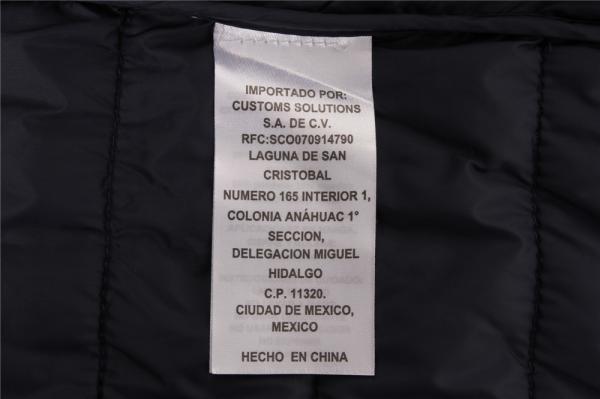 IMPORTADO POR:
CUSTOMS SOLUTIONS
S.A. DE C.V.
RFC:SCO070914790
LAGUNA DE SAN
CRISTOBAL
NUMERO 165 INTERIOR 1,
COLONIA ANÁHUAC 1°
SECCION,
DELEGACION MIGUEL
HIDALGO
C.P. 11320.
CIUDAD DE MEXICO,
MEXICO
HECHO EN CHINA